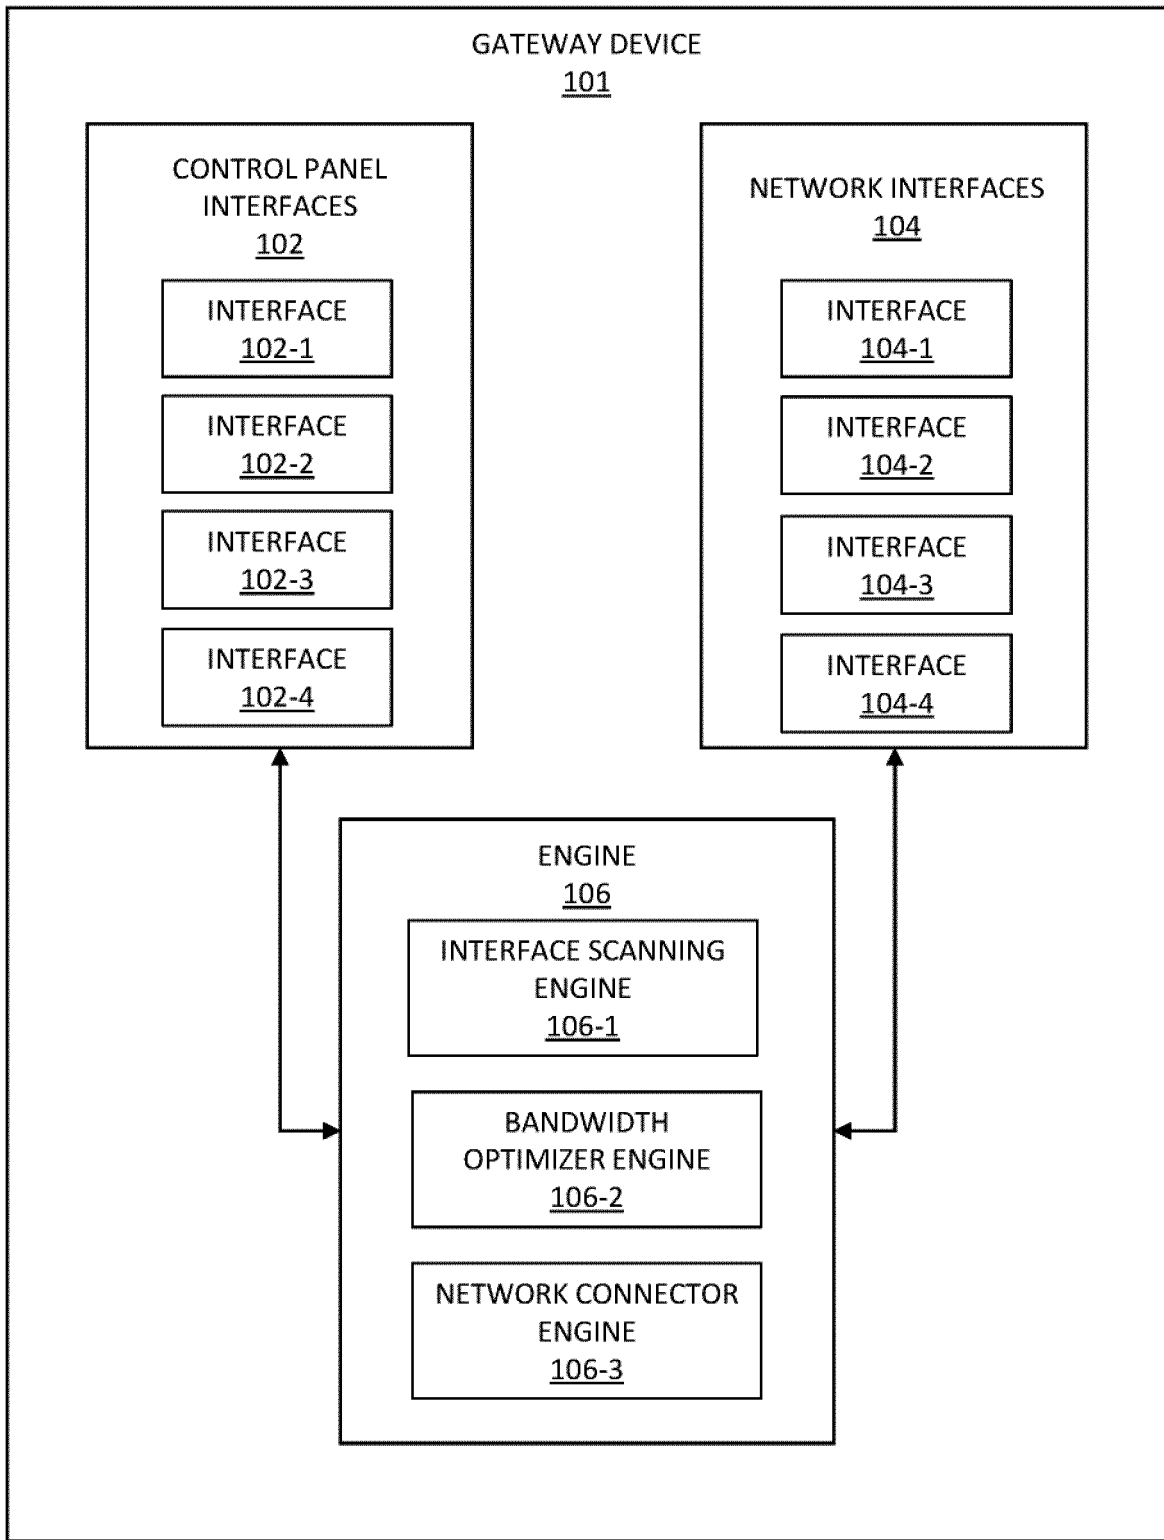 GATEWAY DEVICE
101
CONTROL PANEL
INTERFACES
102
INTERFACE
102-1
INTERFACE
102-2
INTERFACE
102-3
INTERFACE
102-4
NETWORK INTERFACES
104
INTERFACE
104-1
INTERFACE
104-2
INTERFACE
104-3
INTERFACE
104-4
ENGINE
106
INTERFACE SCANNING
ENGINE
106-1
BANDWIDTH
OPTIMIZER ENGINE
106-2
NETWORK CONNECTOR
ENGINE
106-3